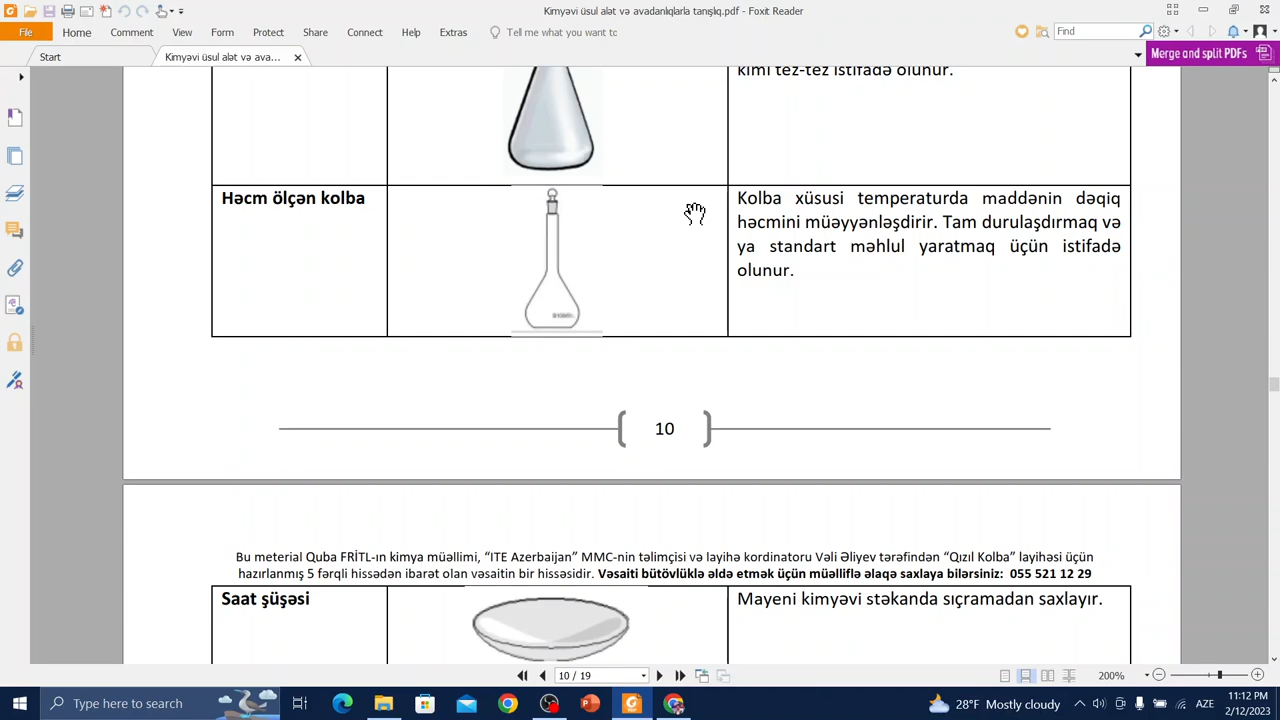 Kimyəvi üsul alət və avadanlıqlarla tanışlıq.pdf - Foxit Reader
File
Home
Comment
View
Form
Protect
Share
Connect
Help
Extras
Tell me what you want to
Find
Start
Kimyəvi üsul alət və ava...
Merge and split PDFs
kimi tez-tez istifadə olunur.
Həcm ölçən kolba
Kolba xüsusi temperaturda maddənin dəqiq
həcmini müəyyənləşdirir. Tam durulaşdırmaq və
ya standart məhlul yaratmaq üçün istifadə
olunur.
10
Bu material Quba FRİTL-ın kimya müəllimi, “ITE Azerbaijan” MMC-nin təlimçisi və layihə kordinatoru Vəli Əliyev tərəfindən “Qızıl Kolba” layihəsi üçün
hazırlanmış 5 fərqli hissədən ibarət olan vəsaitin bir hissəsidir. Vəsaiti bütövlüklə əldə etmək üçün müəlliflə əlaqə saxlaya bilərsiniz: 055 521 12 29
Saat şüşəsi
Mayeni kimyəvi stəkanda sıçramadan saxlayır.
10 / 19
200%
Type here to search
28°F Mostly cloudy
AZE
11:12 PM
2/12/2023